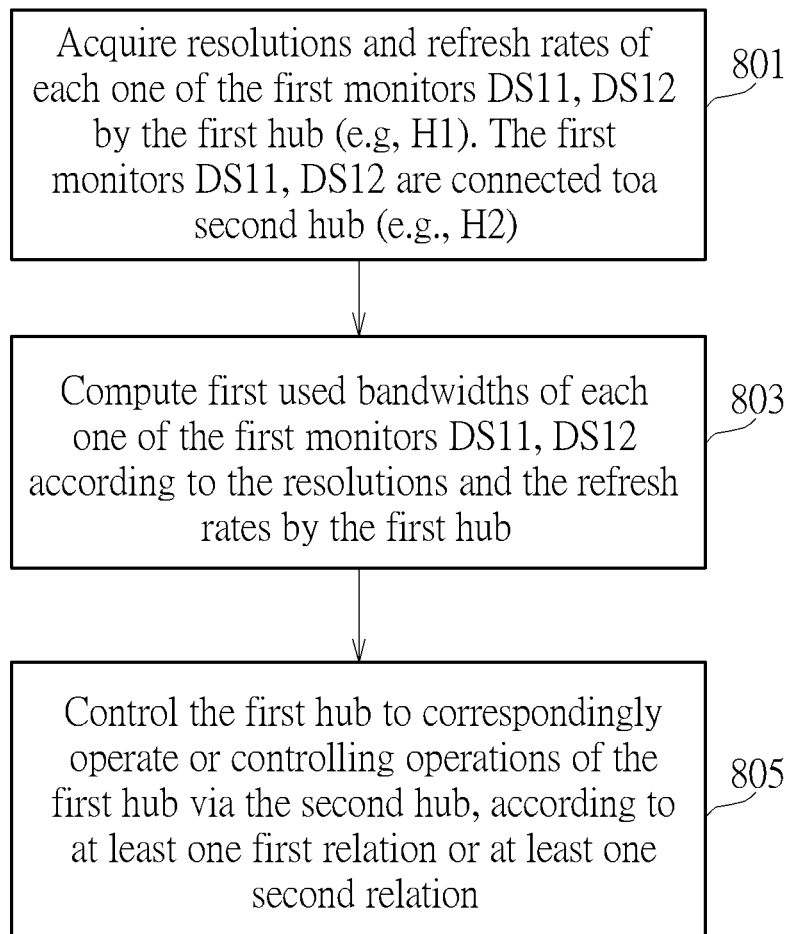 Acquire resolutions and refresh rates of
each one of the first monitors DS11, DS12
by the first hub (e.g, H1). The first
monitors DS11, DS12 are connected toa
second hub (e.g., H2)
801
Compute first used bandwidths of each
one of the first monitors DS11, DS12
according to the resolutions and the refresh
rates by the first hub
803
Control the first hub to correspondingly
operate or controlling operations of the
first hub via the second hub, according to
at least one first relation or at least one
second relation
805